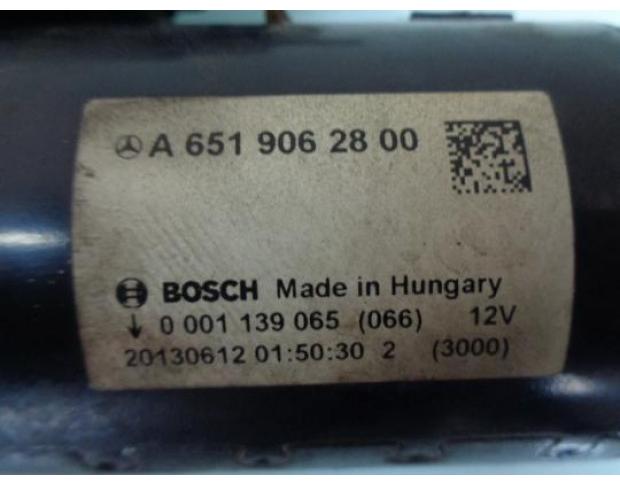 A 651 906 28 00
BOSCH Made in Hungary
0 001 139 065 (066) 12V
20130612 01:50:30 2 (3000)